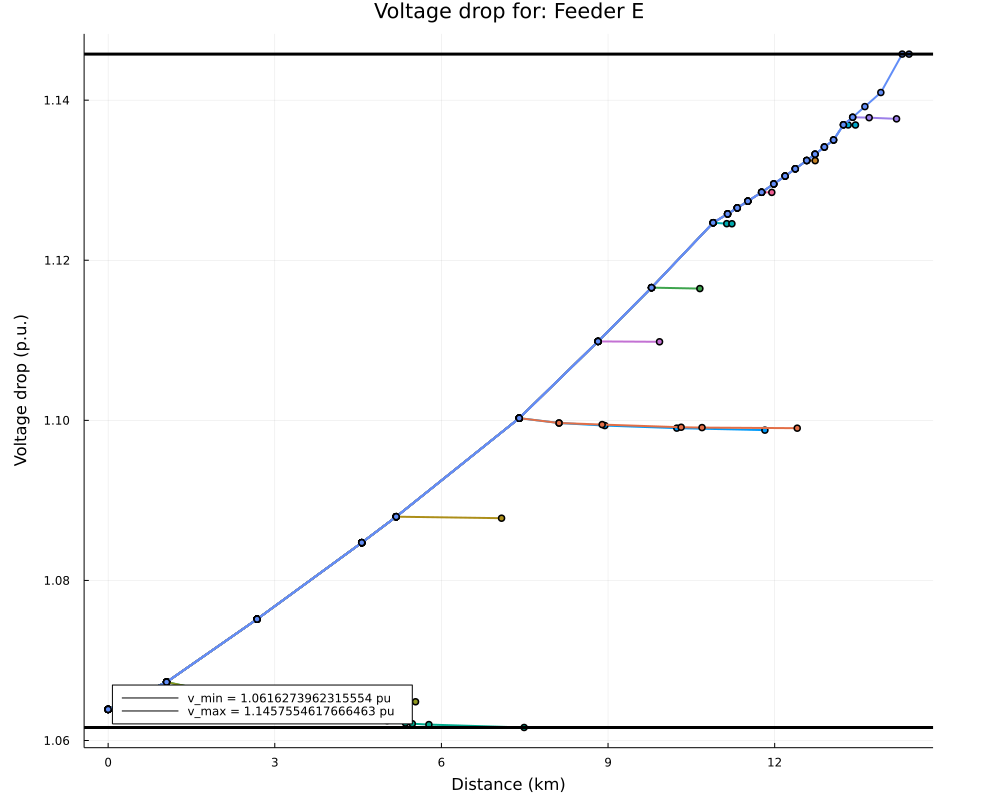 Voltage drop for: Feeder E
Voltage drop (p.u.)
1.14
1.12
1.10
1.08
1.06
v_min = 1.0616273962315554 pu
v_max = 1.1457554617666463 pu
0 3 6 9 12
Distance (km)